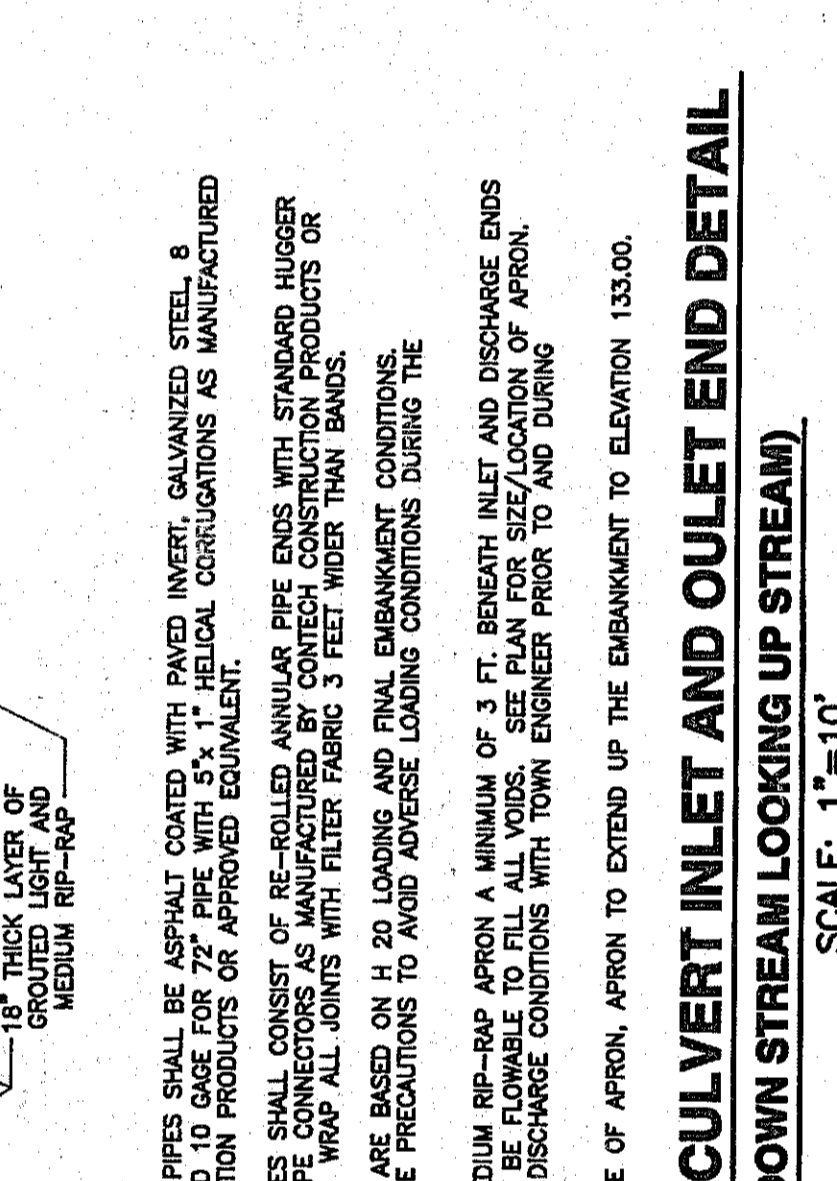 18" THICK LAYER OF
GROUTED LIGHT AND
MEDIUM RIP-RAP
PIPES SHALL BE ASPHALT COATED WITH PAVED INVERT, GALVANIZED STEEL, 8
10 GAGE FOR 72" PIPE WITH 5"x 1" HELICAL CORRUGATIONS AS MANUFACTURED
TION PRODUCTS OR APPROVED EQUIVALENT.
ES SHALL CONSIST OF RE-ROLLED ANNULAR PIPE ENDS WITH STANDARD HUGGER
PE CONNECTORS AS MANUFACTURED BY CONTECH CONSTRUCTION PRODUCTS OR
WRAP ALL JOINTS WITH FILTER FABRIC 3 FEET WIDER THAN BANDS.
ARE BASED ON H 20 LOADING AND FINAL EMBANKMENT CONDITIONS.
E PRECAUTIONS TO AVOID ADVERSE LOADING CONDITIONS DURING THE
DIUM RIP-RAP APRON A MINIMUM OF 3 FT. BENEATH INLET AND DISCHARGE ENDS
BE FLOWABLE TO FILL ALL VOIDS. SEE PLAN FOR SIZE/LOCATION OF APRON.
DISCHARGE CONDITIONS WITH TOWN ENGINEER PRIOR TO AND DURING
E OF APRON, APRON TO EXTEND UP THE EMBANKMENT TO ELEVATION 133.00.
CULVERT INLET AND OULET END DETAIL
DOWN STREAM LOOKING UP STREAM)
SCALE: 1"=10'